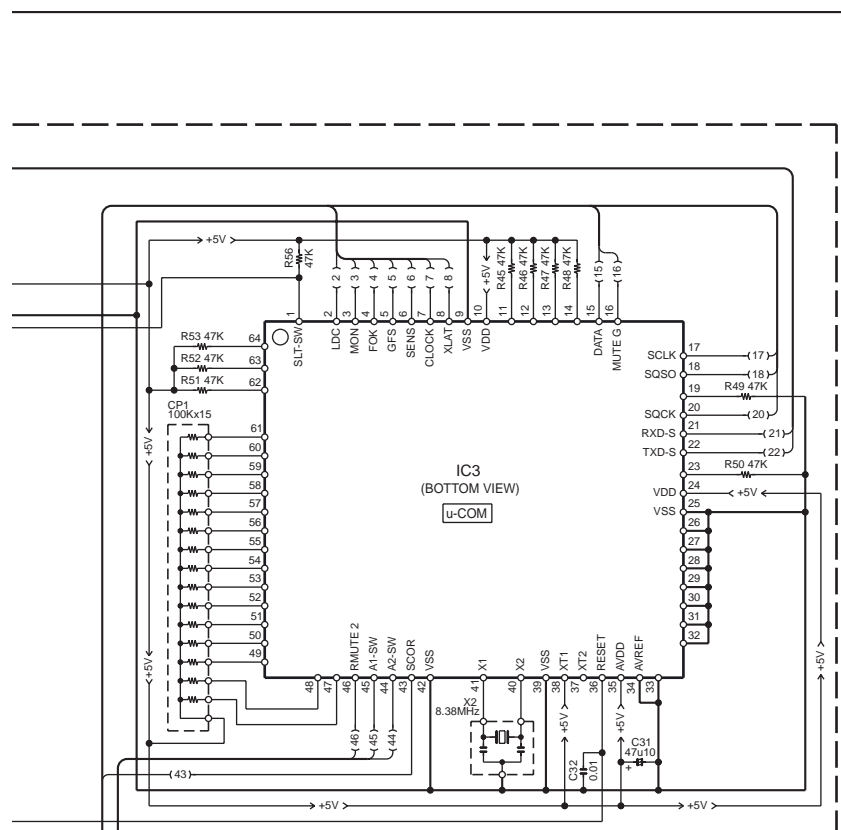 +5V
R56 47K
2 3 4 5 6 7 8
+5V
R45 47K
R46 47K
R47 47K
R48 47K
15 16
1 2 3 4 5 6 7 8 9 10 11 12 13 14 15 16
SLT-SW LDC MON FOK GFS SENS CLOCK XLAT VSS VDD DATA MUTE G
R53 47K 64
R52 47K 63
R51 47K 62
CP1
100Kx15
+5V
61
60
59
58
57
56
55
54
53
52
51
50
49
+5V
IC3
(BOTTOM VIEW)
u-COM
SCLK 17 (17)
SQSO 18 (18)
19 R49 47K
SQCK 20 (20)
RXD-S 21 (21)
TXD-S 22 (22)
23 R50 47K
VDD 24 +5V
VSS 25
26
27
28
29
30
31
32
+5V
RMUTE 2 A1-SW A2-SW SCOR VSS X1 X2 VSS XT1 XT2 RESET AVDD AVREF
48 47 46 45 44 43 42 41 40 39 38 37 36 35 34 33
X2
8.38MHz
46 45 44
+5V +5V
C31
47u10
+
C32
0.01
(43)
+5V +5V